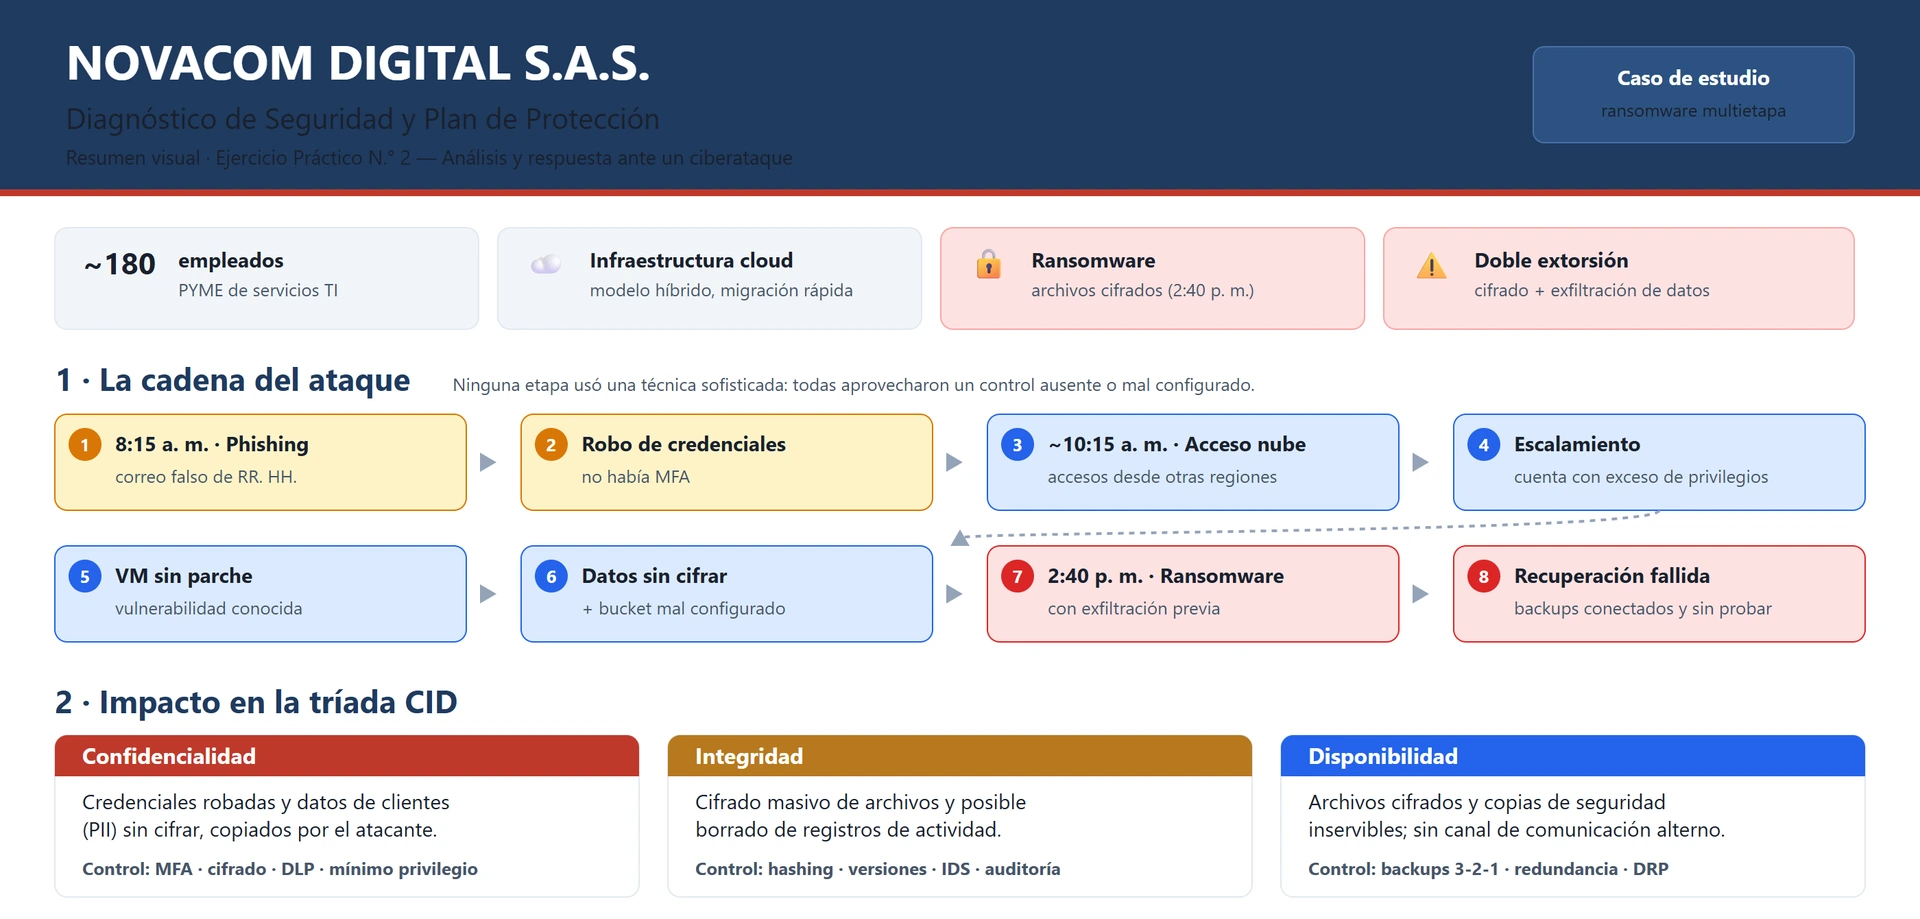 NOVACOM DIGITAL S.A.S.
Diagnóstico de Seguridad y Plan de Protección
Resumen visual · Ejercicio Práctico N.° 2 — Análisis y respuesta ante un ciberataque
Caso de estudio
ransomware multietapa
~180
empleados
PYME de servicios TI
Infraestructura cloud
modelo híbrido, migración rápida
Ransomware
archivos cifrados (2:40 p. m.)
Doble extorsión
cifrado + exfiltración de datos
1 · La cadena del ataque
Ninguna etapa usó una técnica sofisticada: todas aprovecharon un control ausente o mal configurado.
1
8:15 a. m. · Phishing
correo falso de RR. HH.
2
Robo de credenciales
no había MFA
3
~10:15 a. m. · Acceso nube
accesos desde otras regiones
4
Escalamiento
cuenta con exceso de privilegios
5
VM sin parche
vulnerabilidad conocida
6
Datos sin cifrar
+ bucket mal configurado
7
2:40 p. m. · Ransomware
con exfiltración previa
8
Recuperación fallida
backups conectados y sin probar
2 · Impacto en la tríada CID
Confidencialidad
Credenciales robadas y datos de clientes
(PII) sin cifrar, copiados por el atacante.
Control: MFA · cifrado · DLP · mínimo privilegio
Integridad
Cifrado masivo de archivos y posible
borrado de registros de actividad.
Control: hashing · versiones · IDS · auditoría
Disponibilidad
Archivos cifrados y copias de seguridad
inservibles; sin canal de comunicación alterno.
Control: backups 3-2-1 · redundancia · DRP